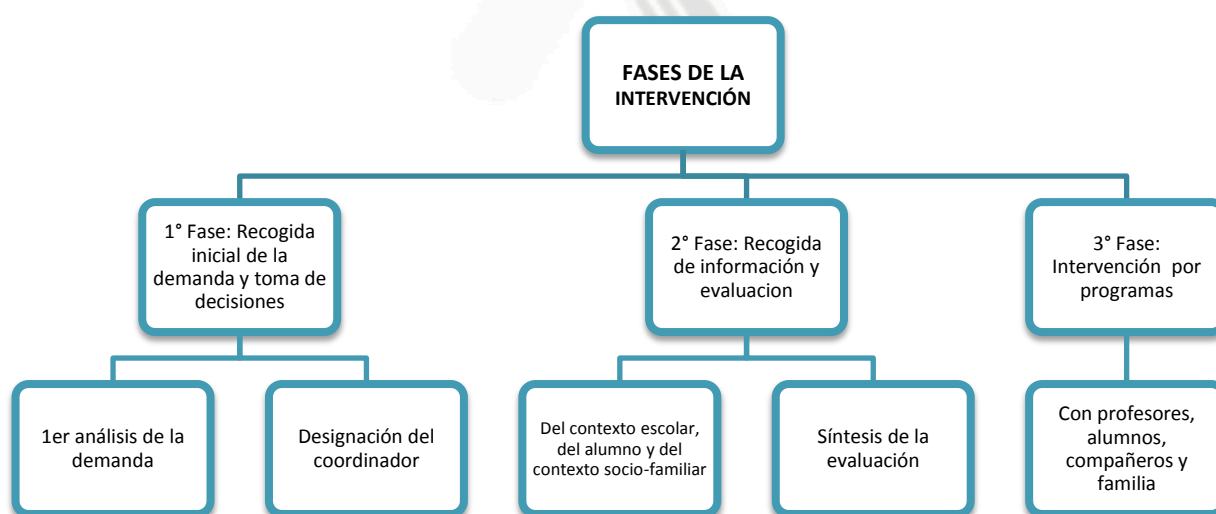 FASES DE LA
INTERVENCIÓN
1° Fase: Recogida
inicial de la
demanda y toma de
decisiones
2° Fase: Recogida
de información y
evaluacion
3° Fase:
Intervención por
programas
1er análisis de la
demanda
Designación del
coordinador
Del contexto escolar,
del alumno y del
contexto socio-familiar
Síntesis de la
evaluación
Con profesores,
alumnos,
compañeros y
familia